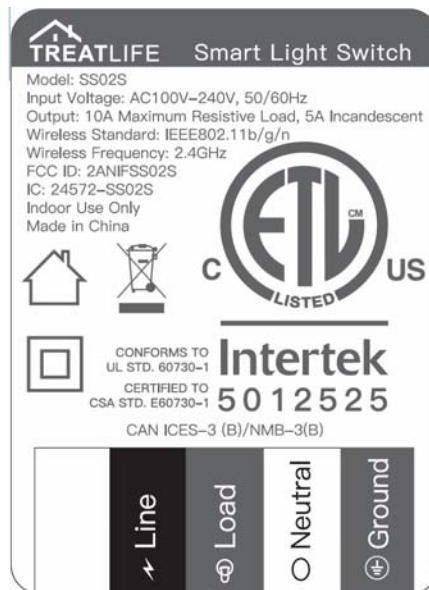 TREATLIFE Smart Light Switch
Model: SS02S
Input Voltage: AC100V-240V, 50/60Hz
Output: 10A Maximum Resistive Load, 5A Incandescent
Wireless Standard: IEEE802.11b/g/n
Wireless Frequency: 2.4GHz
FCC ID: 2ANIFSS02S
IC: 24572-SS02S
Indoor Use Only
Made in China
ETL
CM
C US
LISTED
CONFORMS TO
UL STD. 60730-1
CERTIFIED TO
CSA STD. E60730-1
Intertek
5012525
CAN ICES-3 (B)/NMB-3(B)
Line
Load
Neutral
Ground